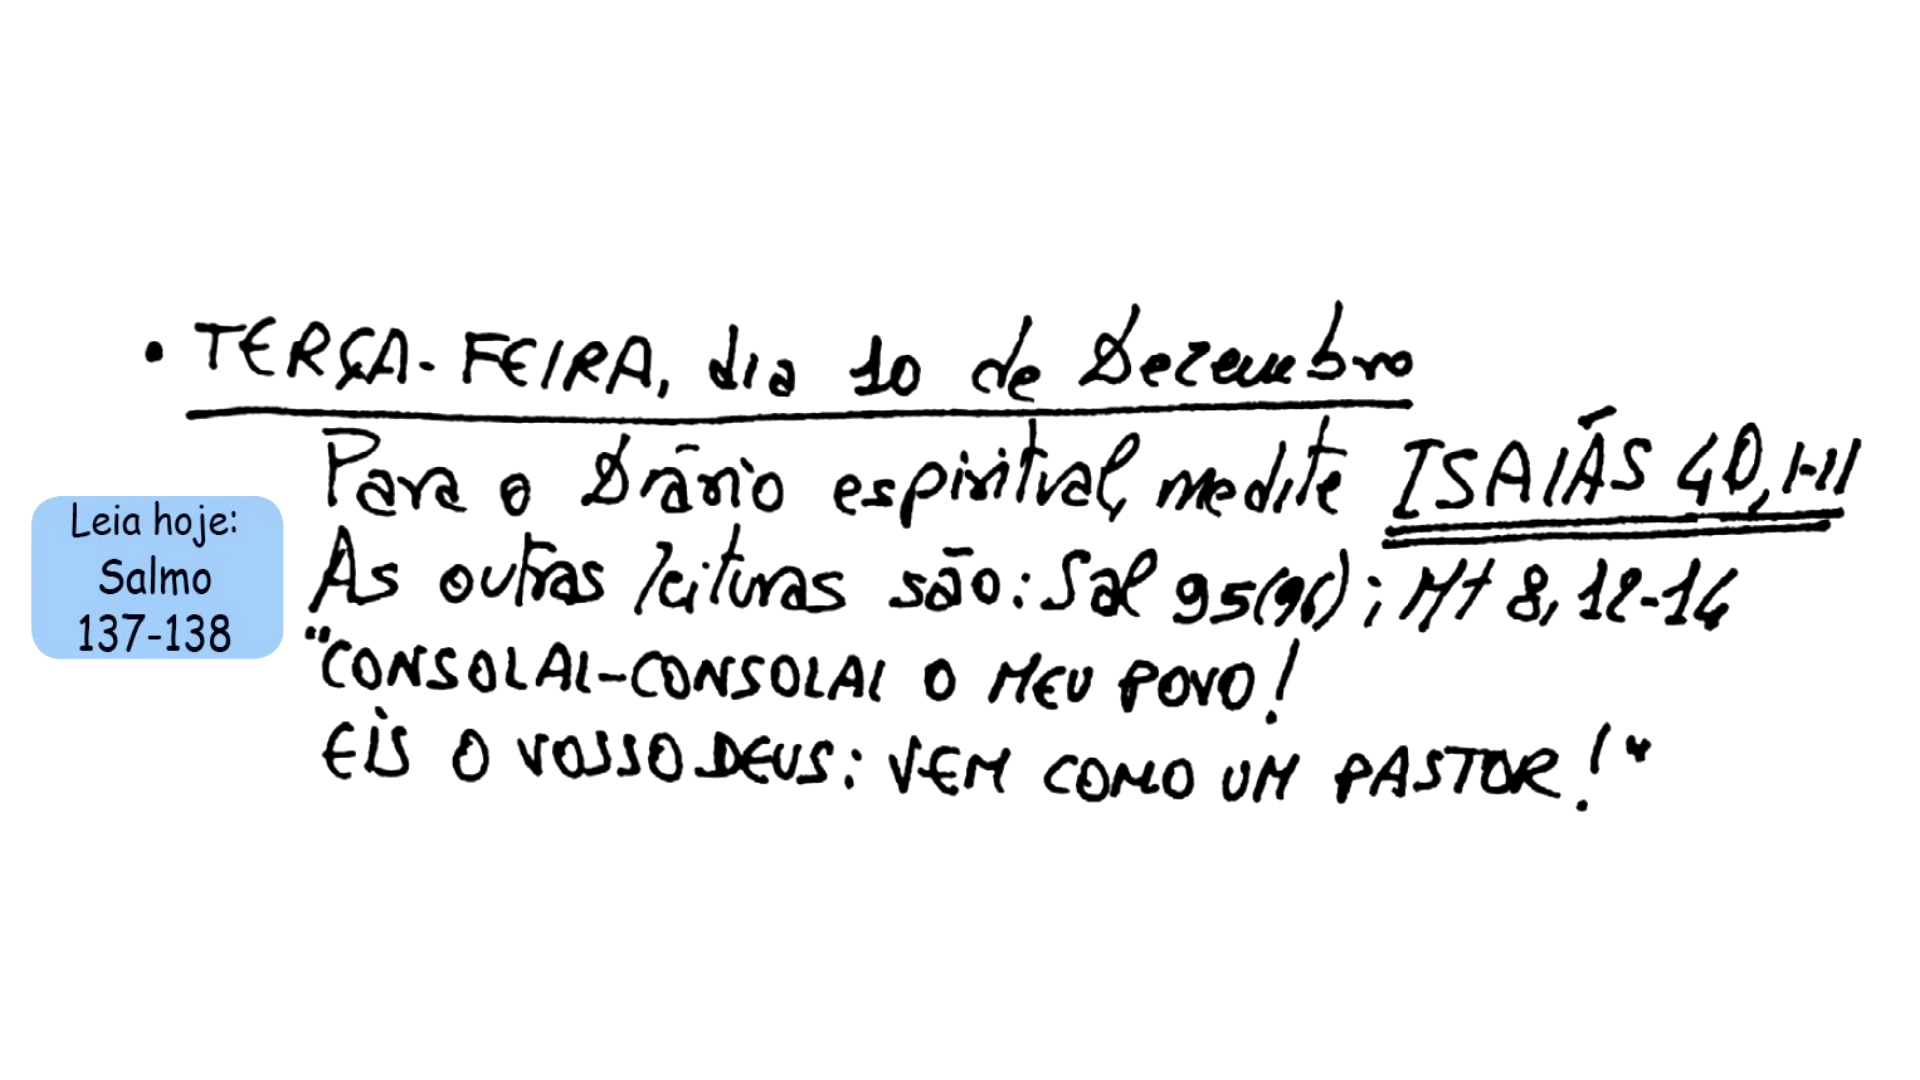 • TERÇA-FEIRA, dia 10 de Dezembro
Para o Diário espiritual, medite ISAIÁS 40,1-11
Leia hoje:
Salmo
137-138
As outras leituras são: Sal 95(96); Mt 8,12-14
"CONSOLAI-CONSOLAI O MEU POVO!
EIS O VOSSO DEUS: VEM COMO UM PASTOR!"